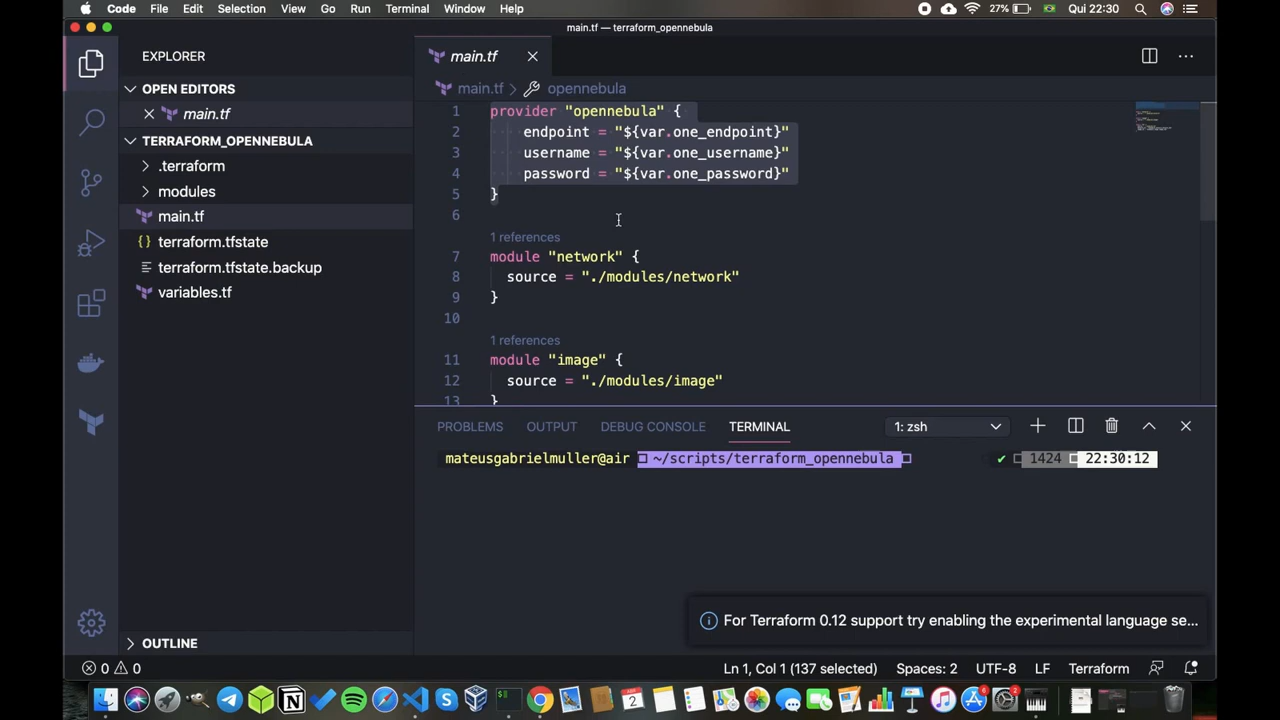 Code File Edit Selection View Go Run Terminal Window Help 27% Qui 22:30
main.tf — terraform_opennebula
EXPLORER
OPEN EDITORS
main.tf
TERRAFORM_OPENNEBULA
.terraform
modules
main.tf
terraform.tfstate
terraform.tfstate.backup
variables.tf
OUTLINE
main.tf
main.tf > opennebula
1 provider "opennebula" {
2 endpoint = "${var.one_endpoint}"
3 username = "${var.one_username}"
4 password = "${var.one_password}"
5 }
6
1 references
7 module "network" {
8 source = "./modules/network"
9 }
10
1 references
11 module "image" {
12 source = "./modules/image"
13 }
PROBLEMS OUTPUT DEBUG CONSOLE TERMINAL 1: zsh
mateusgabrielmuller@air ~/scripts/terraform_opennebula ✔ 1424 22:30:12
For Terraform 0.12 support try enabling the experimental language se...
0 0 Ln 1, Col 1 (137 selected) Spaces: 2 UTF-8 LF Terraform